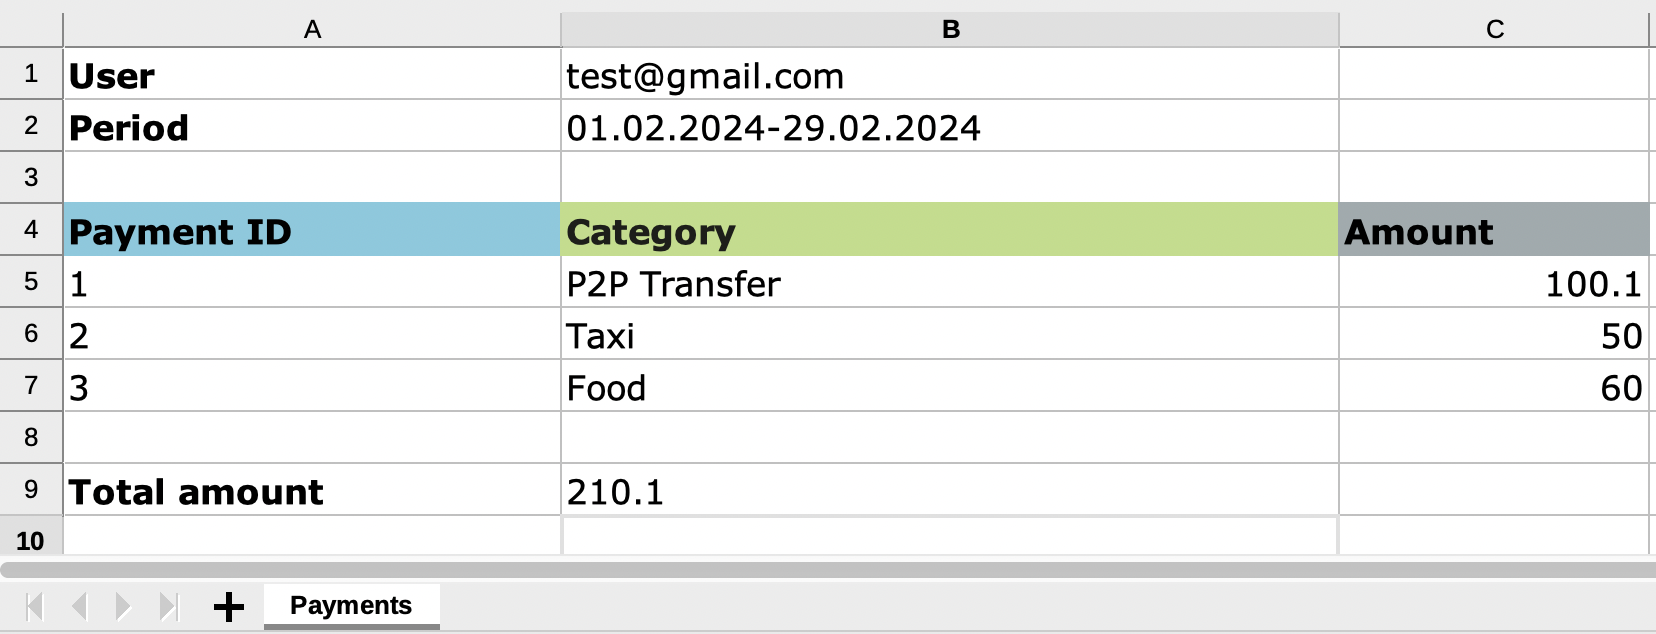 A B C
1 User test@gmail.com
2 Period 01.02.2024-29.02.2024
3
4 Payment ID Category Amount
5 1 P2P Transfer 100.1
6 2 Taxi 50
7 3 Food 60
8
9 Total amount 210.1
10
Payments